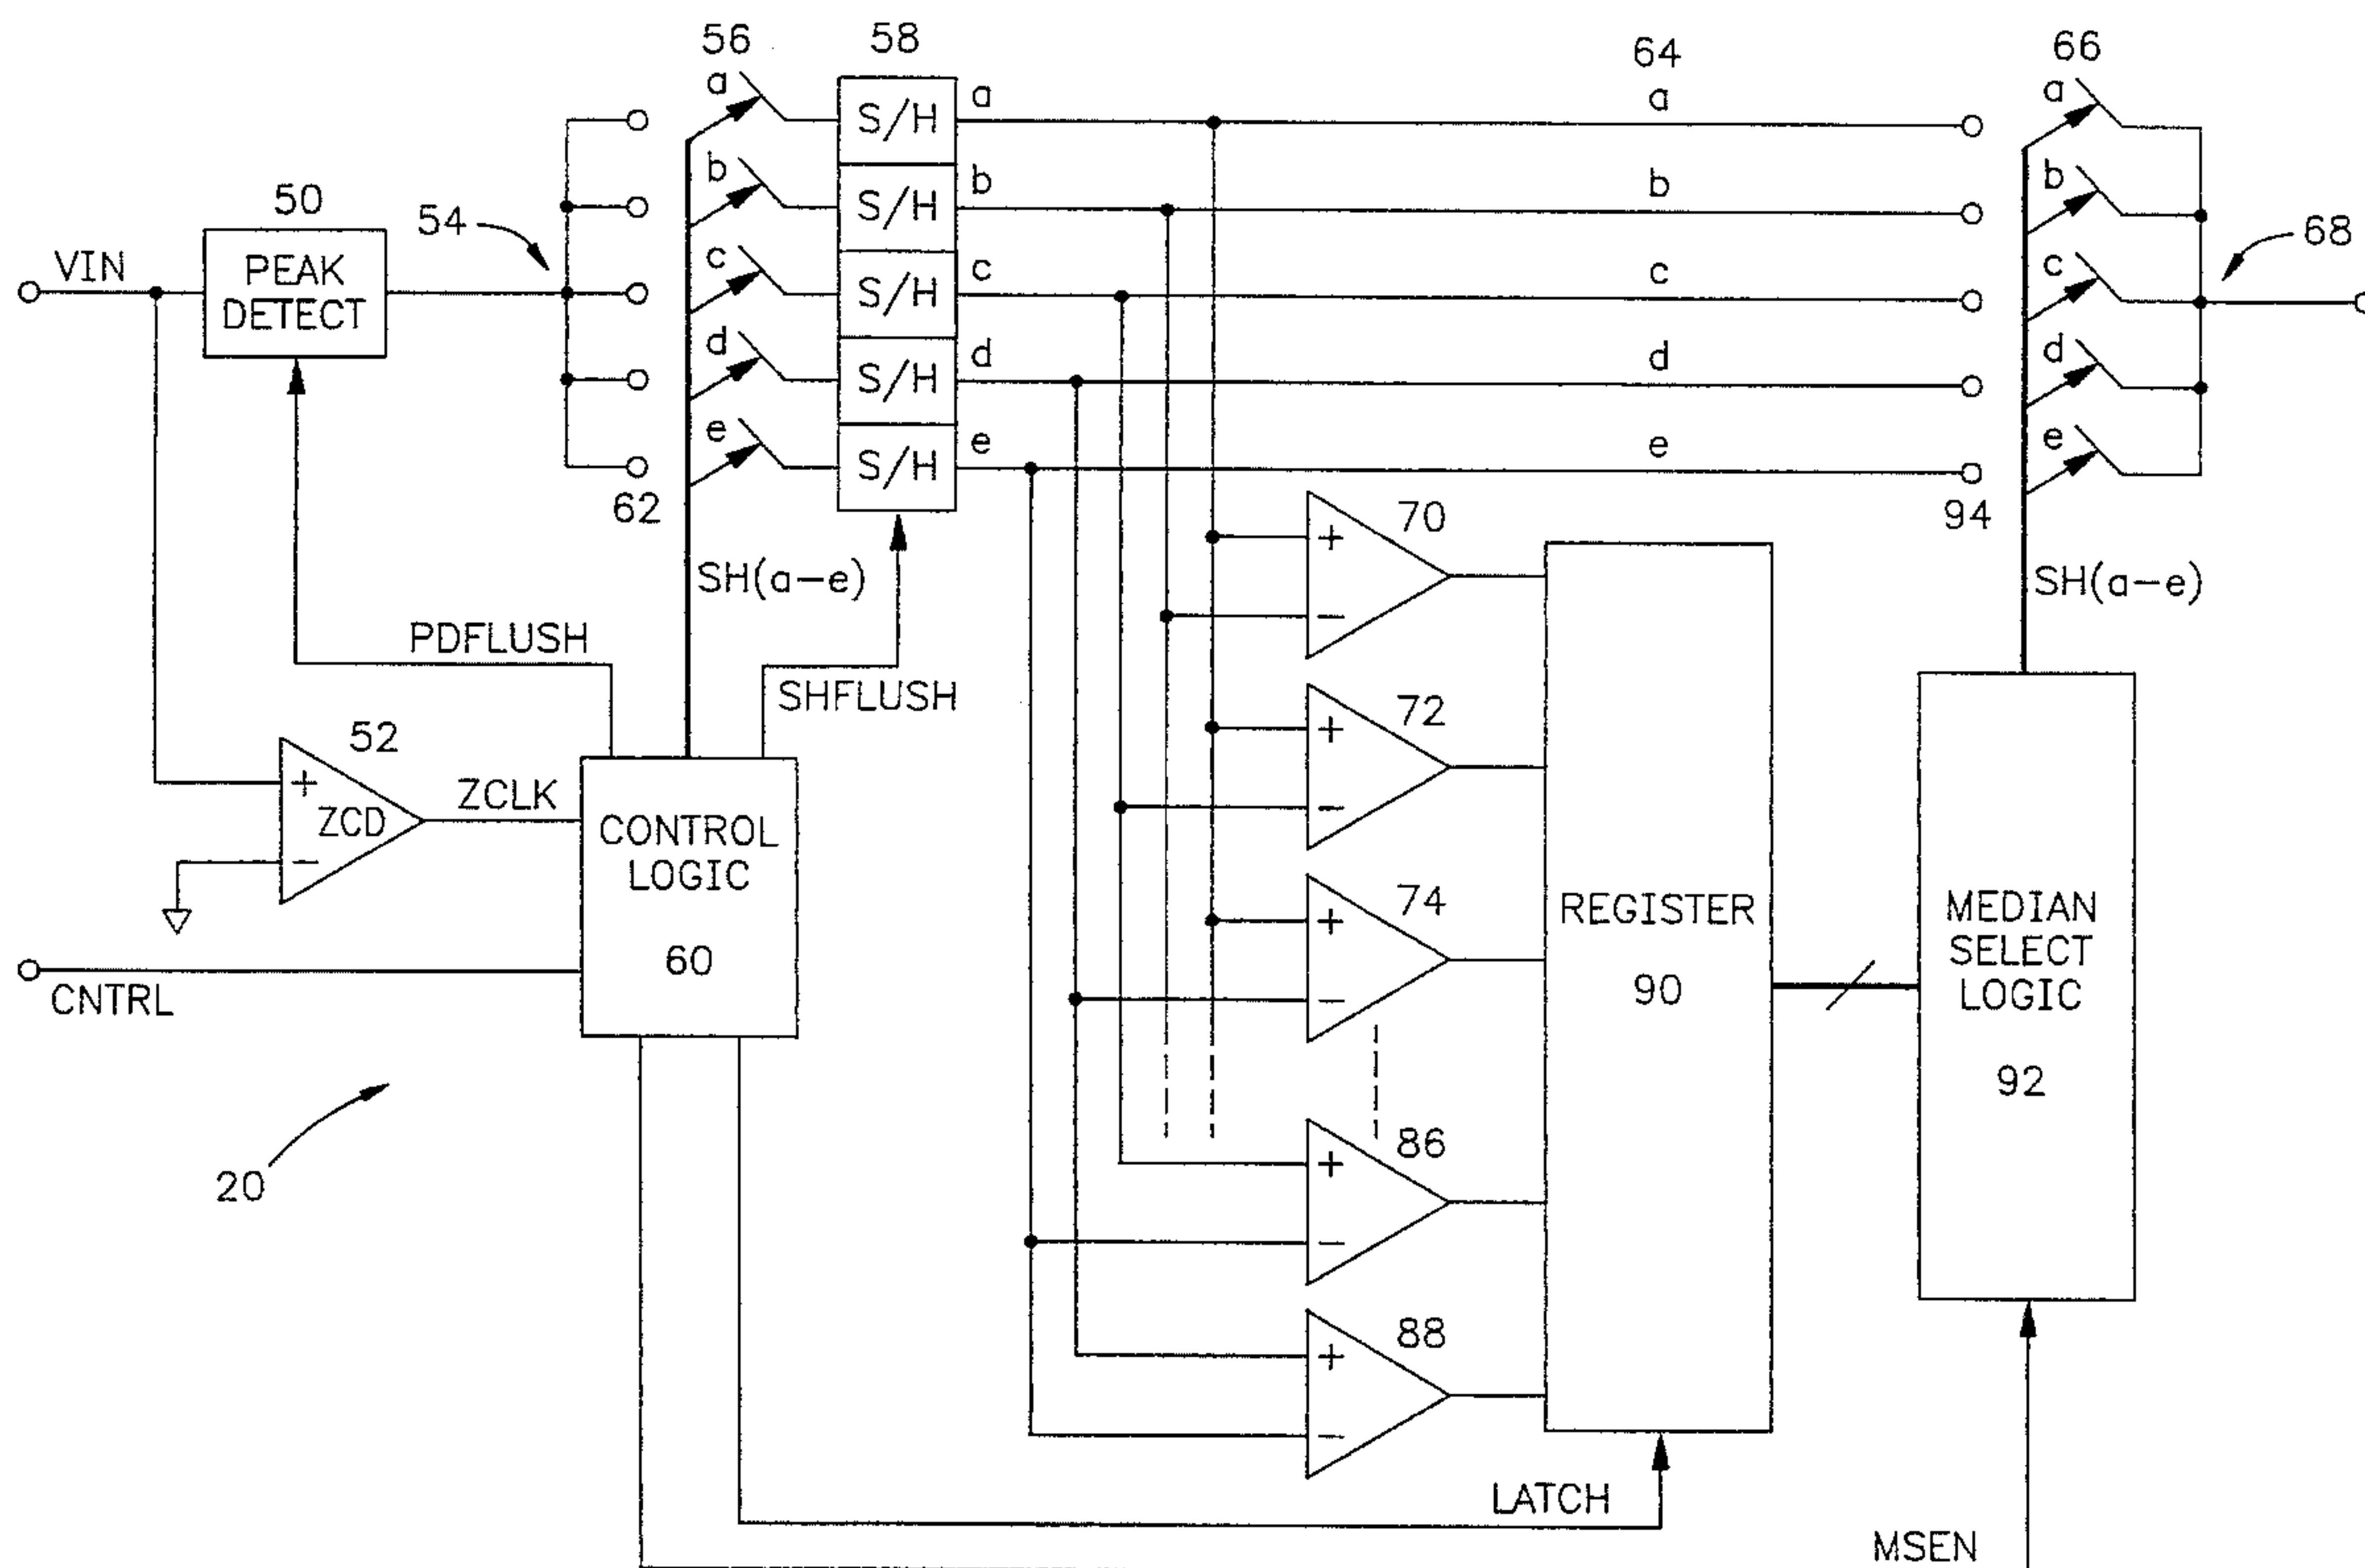 56
58
64
66
a
S/H
a
a
a
b
S/H
b
b
b
50
54
VIN
PEAK
DETECT
c
S/H
c
c
c
68
d
S/H
d
d
d
e
S/H
e
e
e
62
94
SH(a-e)
SH(a-e)
PDFLUSH
SHFLUSH
70
+
−
72
+
−
52
+
ZCD
−
ZCLK
CONTROL
LOGIC
60
CNTRL
74
+
−
REGISTER
90
MEDIAN
SELECT
LOGIC
92
20
86
+
−
88
+
−
LATCH
MSEN